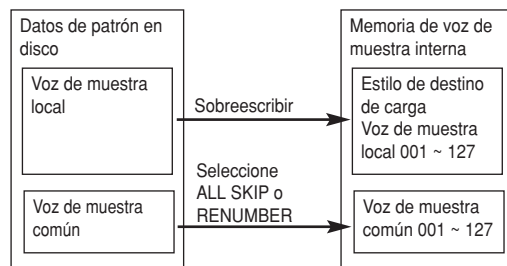 Datos de patrón en
disco
Voz de muestra
local
Voz de muestra
común
Sobreescribir
Seleccione
ALL SKIP o
RENUMBER
Memoria de voz de
muestra interna
Estilo de destino
de carga
Voz de muestra
local 001 ~ 127
Voz de muestra
común 001 ~ 127